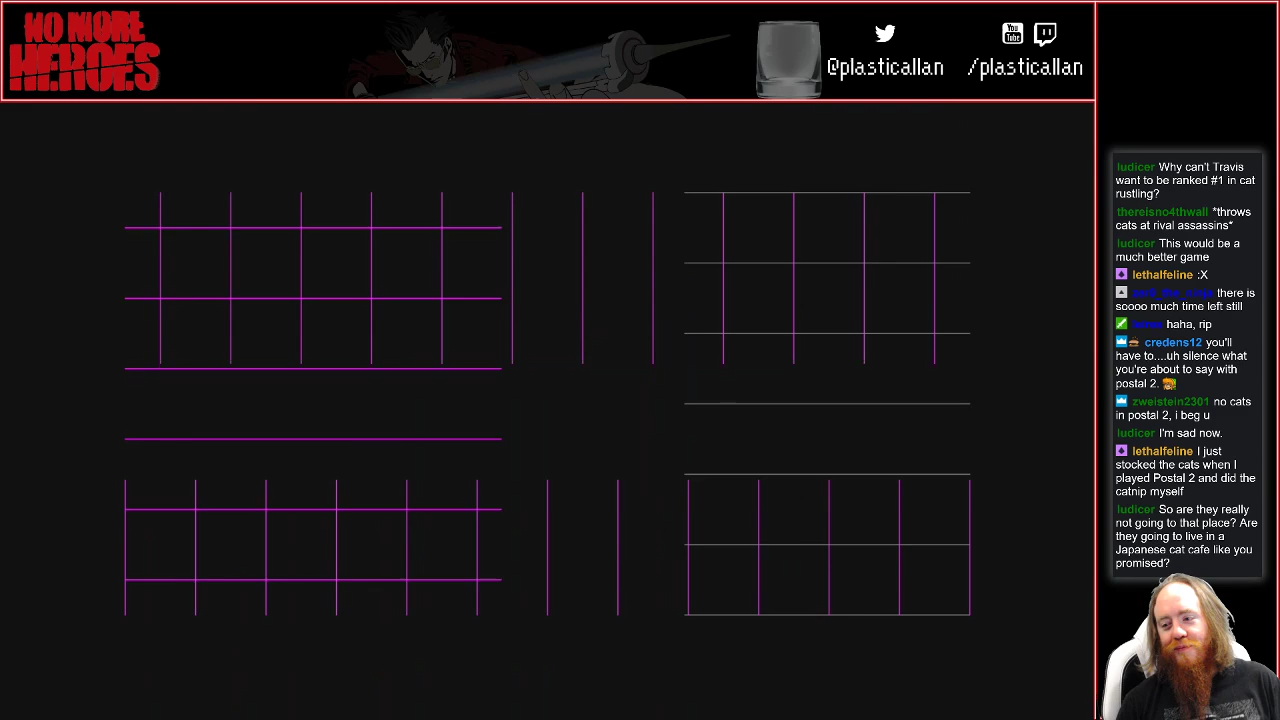 NO MORE
HEROES
@plasticallan
You
Tube
/plasticallan
ludicer Why can't Travis
want to be ranked #1 in cat
rustling?
thereisno4thwall *throws
cats at rival assassins*
ludicer This would be a
much better game
lethalfeline :X
there is
soooo much time left still
haha, rip
credens12 you'll
have to....uh silence what
you're about to say with
postal 2.
zweistein2301 no cats
in postal 2, i beg u
ludicer I'm sad now.
lethalfeline I just
stocked the cats when I
played Postal 2 and did the
catnip myself
ludicer So are they really
not going to that place? Are
they going to live in a
Japanese cat cafe like you
promised?